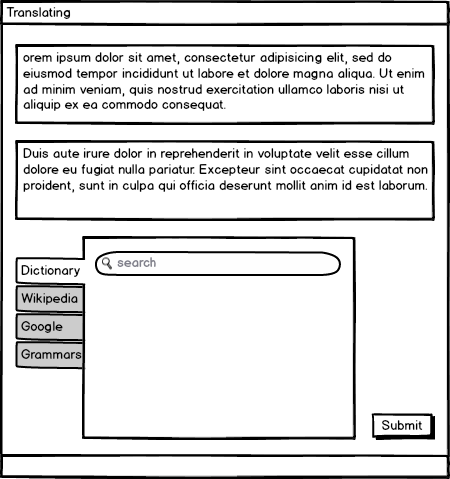 Translating
orem ipsum dolor sit amet, consectetur adipisicing elit, sed do
eiusmod tempor incididunt ut labore et dolore magna aliqua. Ut enim
ad minim veniam, quis nostrud exercitation ullamco laboris nisi ut
aliquip ex ea commodo consequat.
Duis aute irure dolor in reprehenderit in voluptate velit esse cillum
dolore eu fugiat nulla pariatur. Excepteur sint occaecat cupidatat non
proident, sunt in culpa qui officia deserunt mollit anim id est laborum.
search
Dictionary
Wikipedia
Google
Grammars
Submit